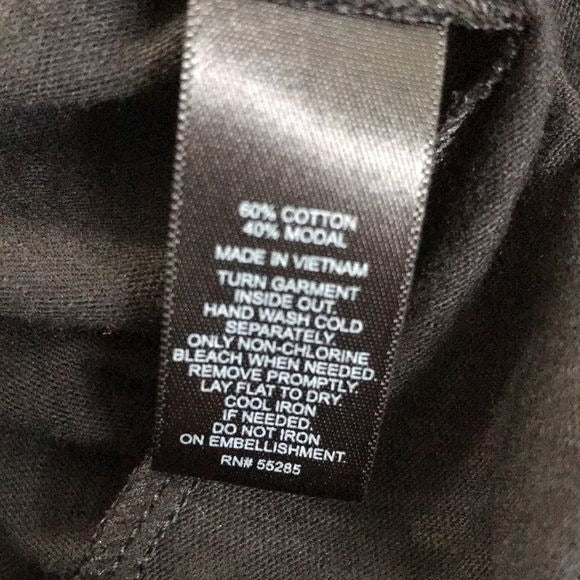 60% COTTON
40% MODAL
MADE IN VIETNAM
TURN GARMENT
INSIDE OUT.
HAND WASH COLD
SEPARATELY.
ONLY NON-CHLORINE
BLEACH WHEN NEEDED.
REMOVE PROMPTLY.
LAY FLAT TO DRY.
COOL IRON
IF NEEDED.
DO NOT IRON
ON EMBELLISHMENT.
RN# 55285